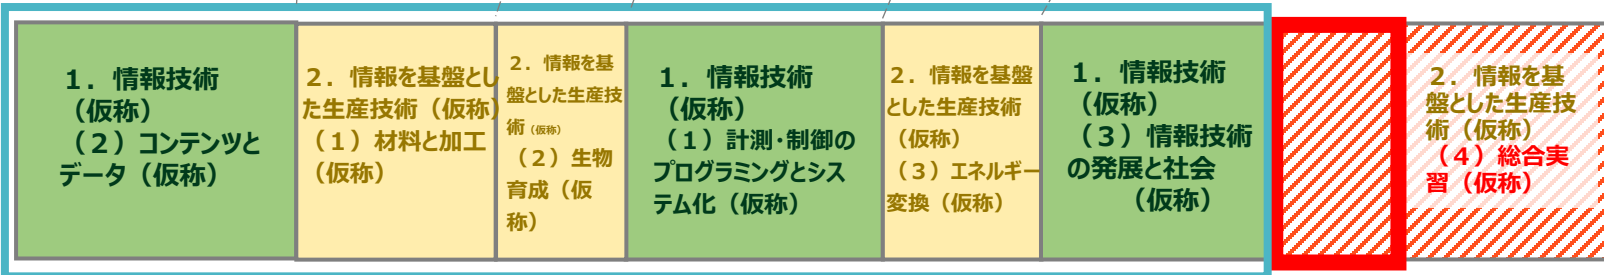 １．情報技術
（仮称）
（２）コンテンツと
データ（仮称）
２．情報を基盤とし
た生産技術（仮称）
（１）材料と加工
（仮称）
２．情報を基
盤とした生産技
術（仮称）
（２）生物
育成（仮
称）
１．情報技術
（仮称）
（１）計測・制御の
プログラミングとシス
テム化（仮称）
２．情報を基盤
とした生産技術
（仮称）
（３）エネルギー
変換（仮称）
１．情報技術
（仮称）
（３）情報技術
の発展と社会
（仮称）
２．情報を基
盤とした生産技
術（仮称）
（４）総合実
習（仮称）